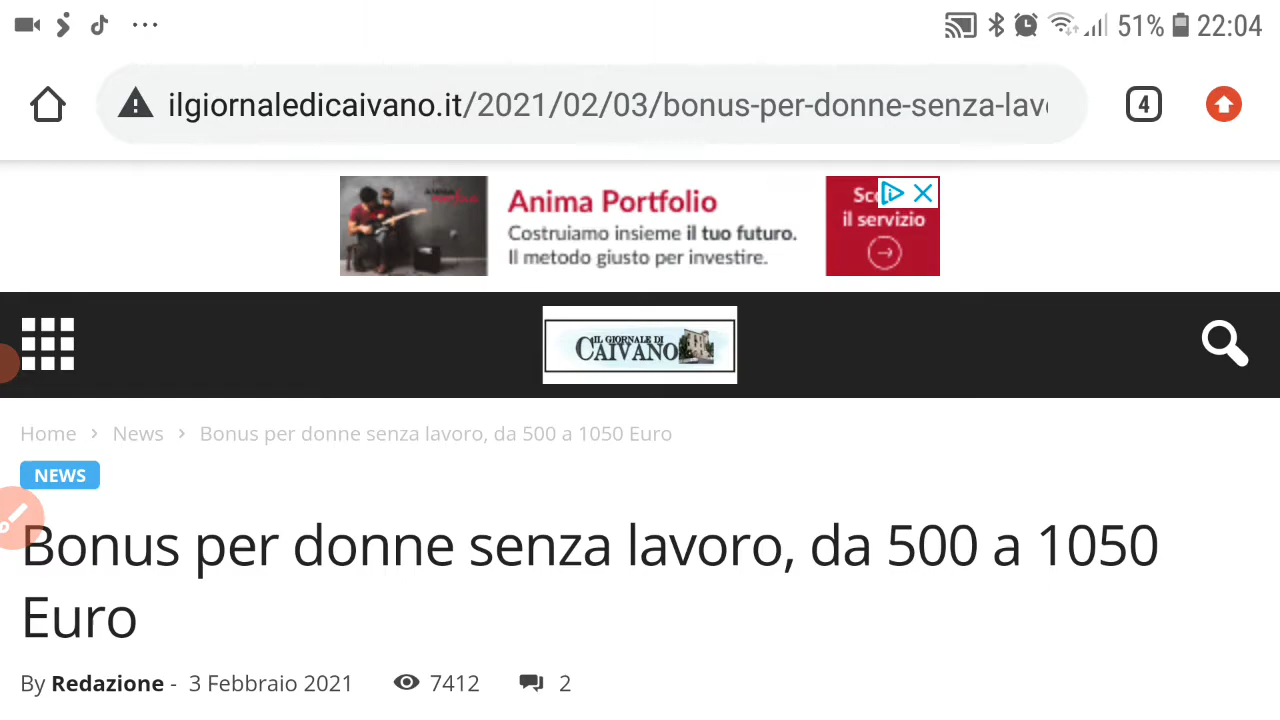 51% 22:04
ilgiornaledicaivano.it/2021/02/03/bonus-per-donne-senza-lav
4
Anima Portfolio
Costruiamo insieme il tuo futuro.
Il metodo giusto per investire.
il servizio
IL GIORNALE DI
CAIVANO
Home > News > Bonus per donne senza lavoro, da 500 a 1050 Euro
NEWS
Bonus per donne senza lavoro, da 500 a 1050
Euro
By Redazione - 3 Febbraio 2021 7412 2